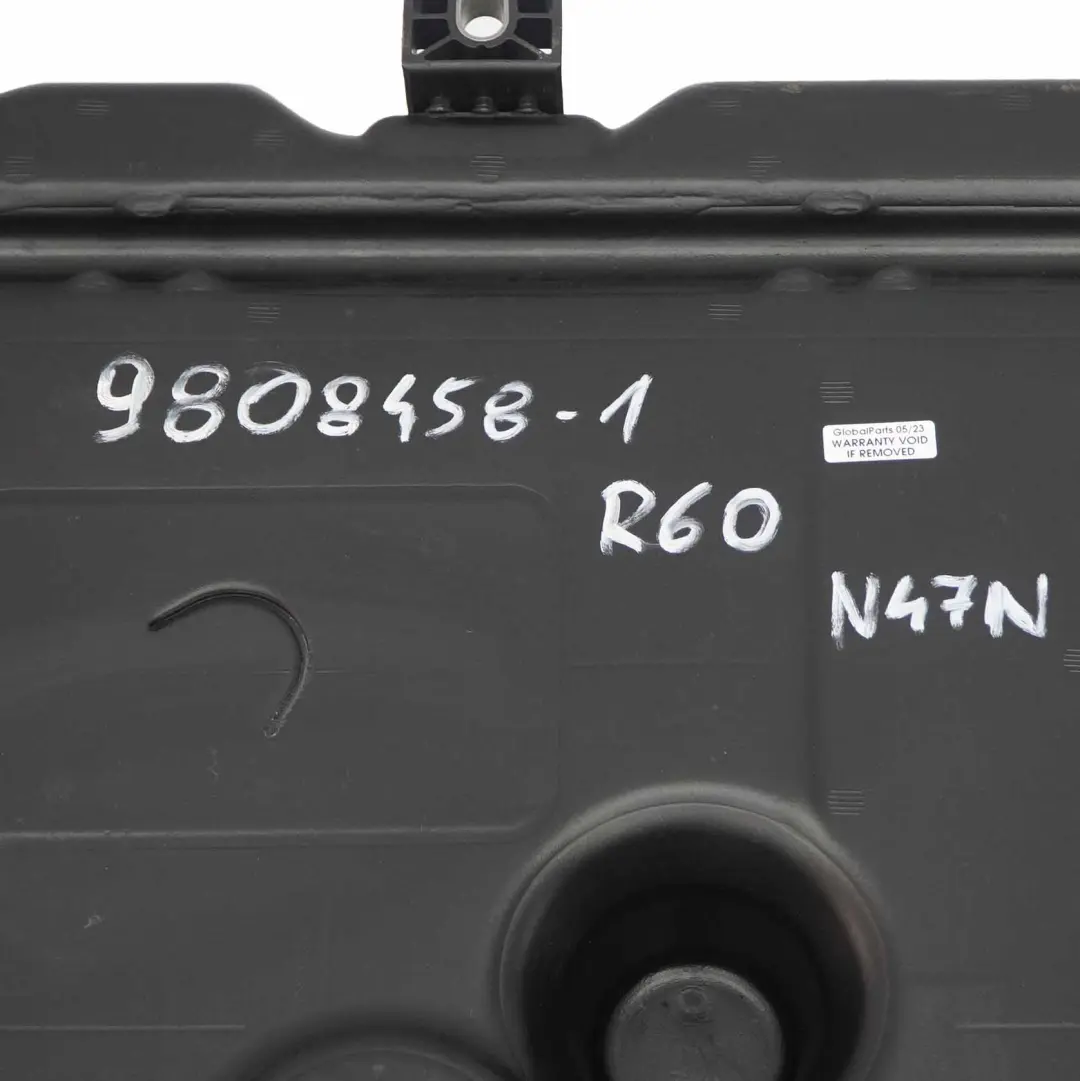 9808458-1
GlobalParts 05/23
WARRANTY VOID
IF REMOVED
R60
N47N